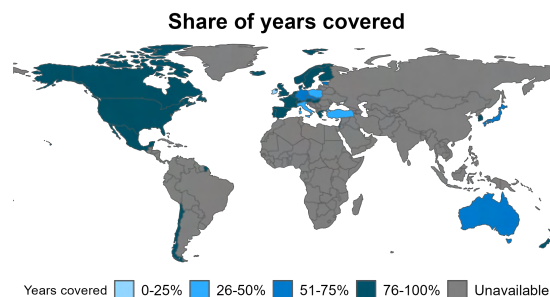 Share of years covered
Years covered 0-25% 26-50% 51-75% 76-100% Unavailable